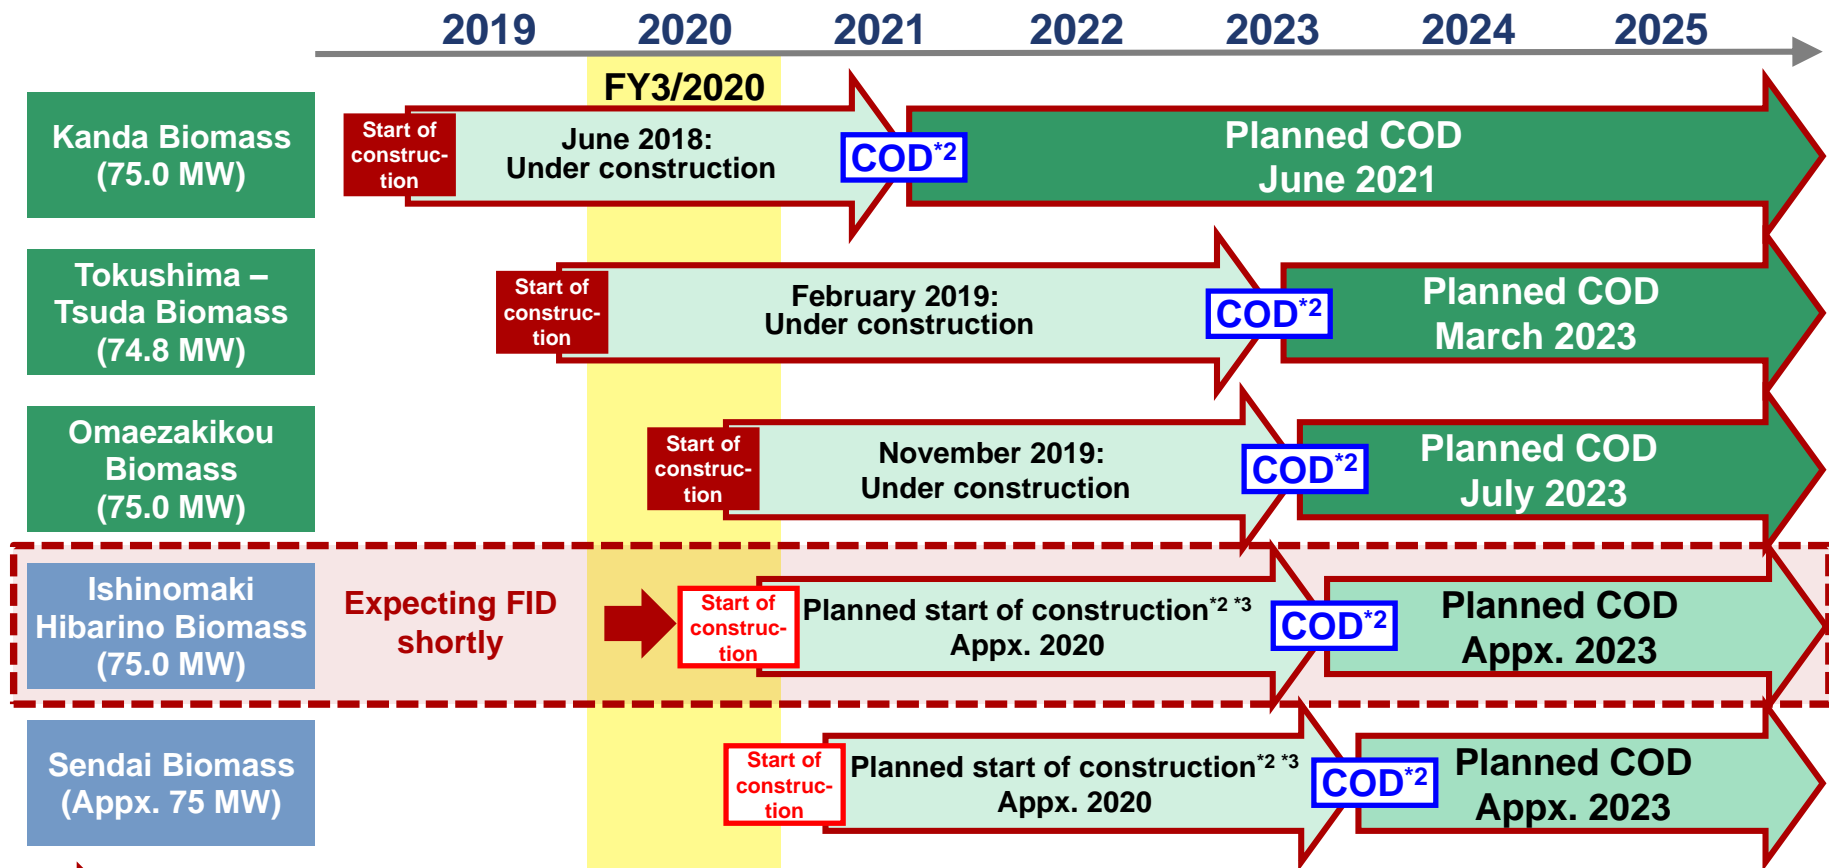 2019 2020 2021 2022 2023 2024 2025
FY3/2020
Kanda Biomass
(75.0 MW)
Start of
construc-
tion
June 2018:
Under construction
COD*2
Planned COD
June 2021
Tokushima –
Tsuda Biomass
(74.8 MW)
Start of
construc-
tion
February 2019:
Under construction
COD*2
Planned COD
March 2023
Omaezakikou
Biomass
(75.0 MW)
Start of
construc-
tion
November 2019:
Under construction
COD*2
Planned COD
July 2023
Ishinomaki
Hibarino Biomass
(75.0 MW)
Expecting FID
shortly
Start of
construc-
tion
Planned start of construction*2 *3
Appx. 2020
COD*2
Planned COD
Appx. 2023
Sendai Biomass
(Appx. 75 MW)
Start of
construc-
tion
Planned start of construction*2 *3
Appx. 2020
COD*2
Planned COD
Appx. 2023